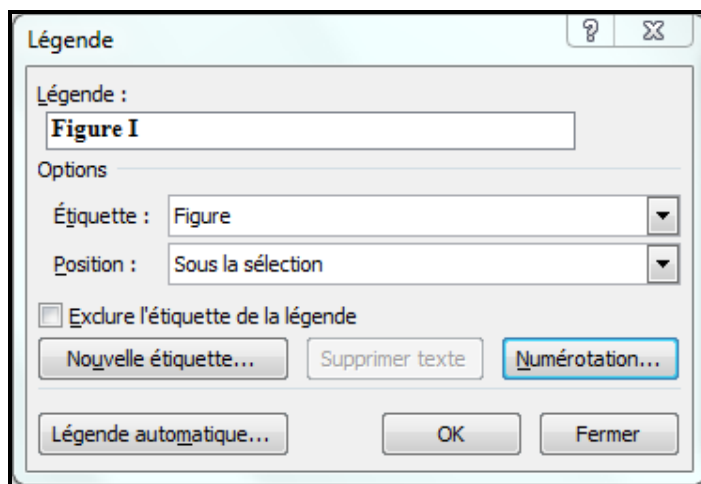 Légende
Légende :
Figure I
Options
Étiquette : Figure
Position : Sous la sélection
Exclure l'étiquette de la légende
Nouvelle étiquette... Supprimer texte Numérotation...
Légende automatique... OK Fermer